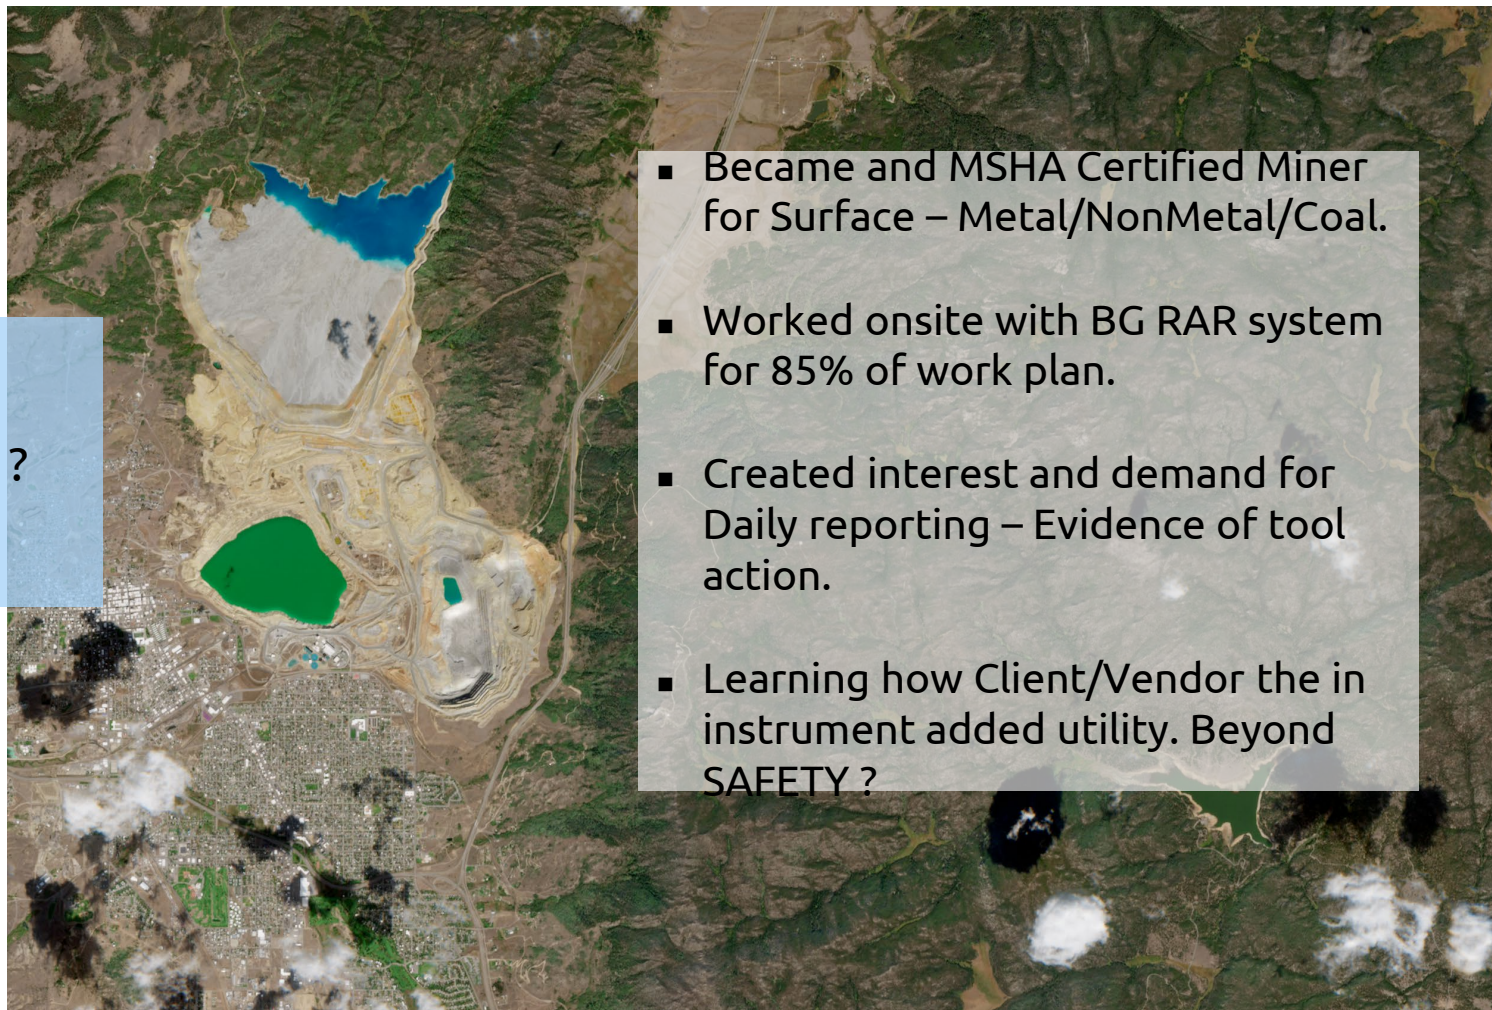 ?
▪ Became and MSHA Certified Miner
for Surface – Metal/NonMetal/Coal.
▪ Worked onsite with BG RAR system
for 85% of work plan.
▪ Created interest and demand for
Daily reporting – Evidence of tool
action.
▪ Learning how Client/Vendor the in
instrument added utility. Beyond
SAFETY ?